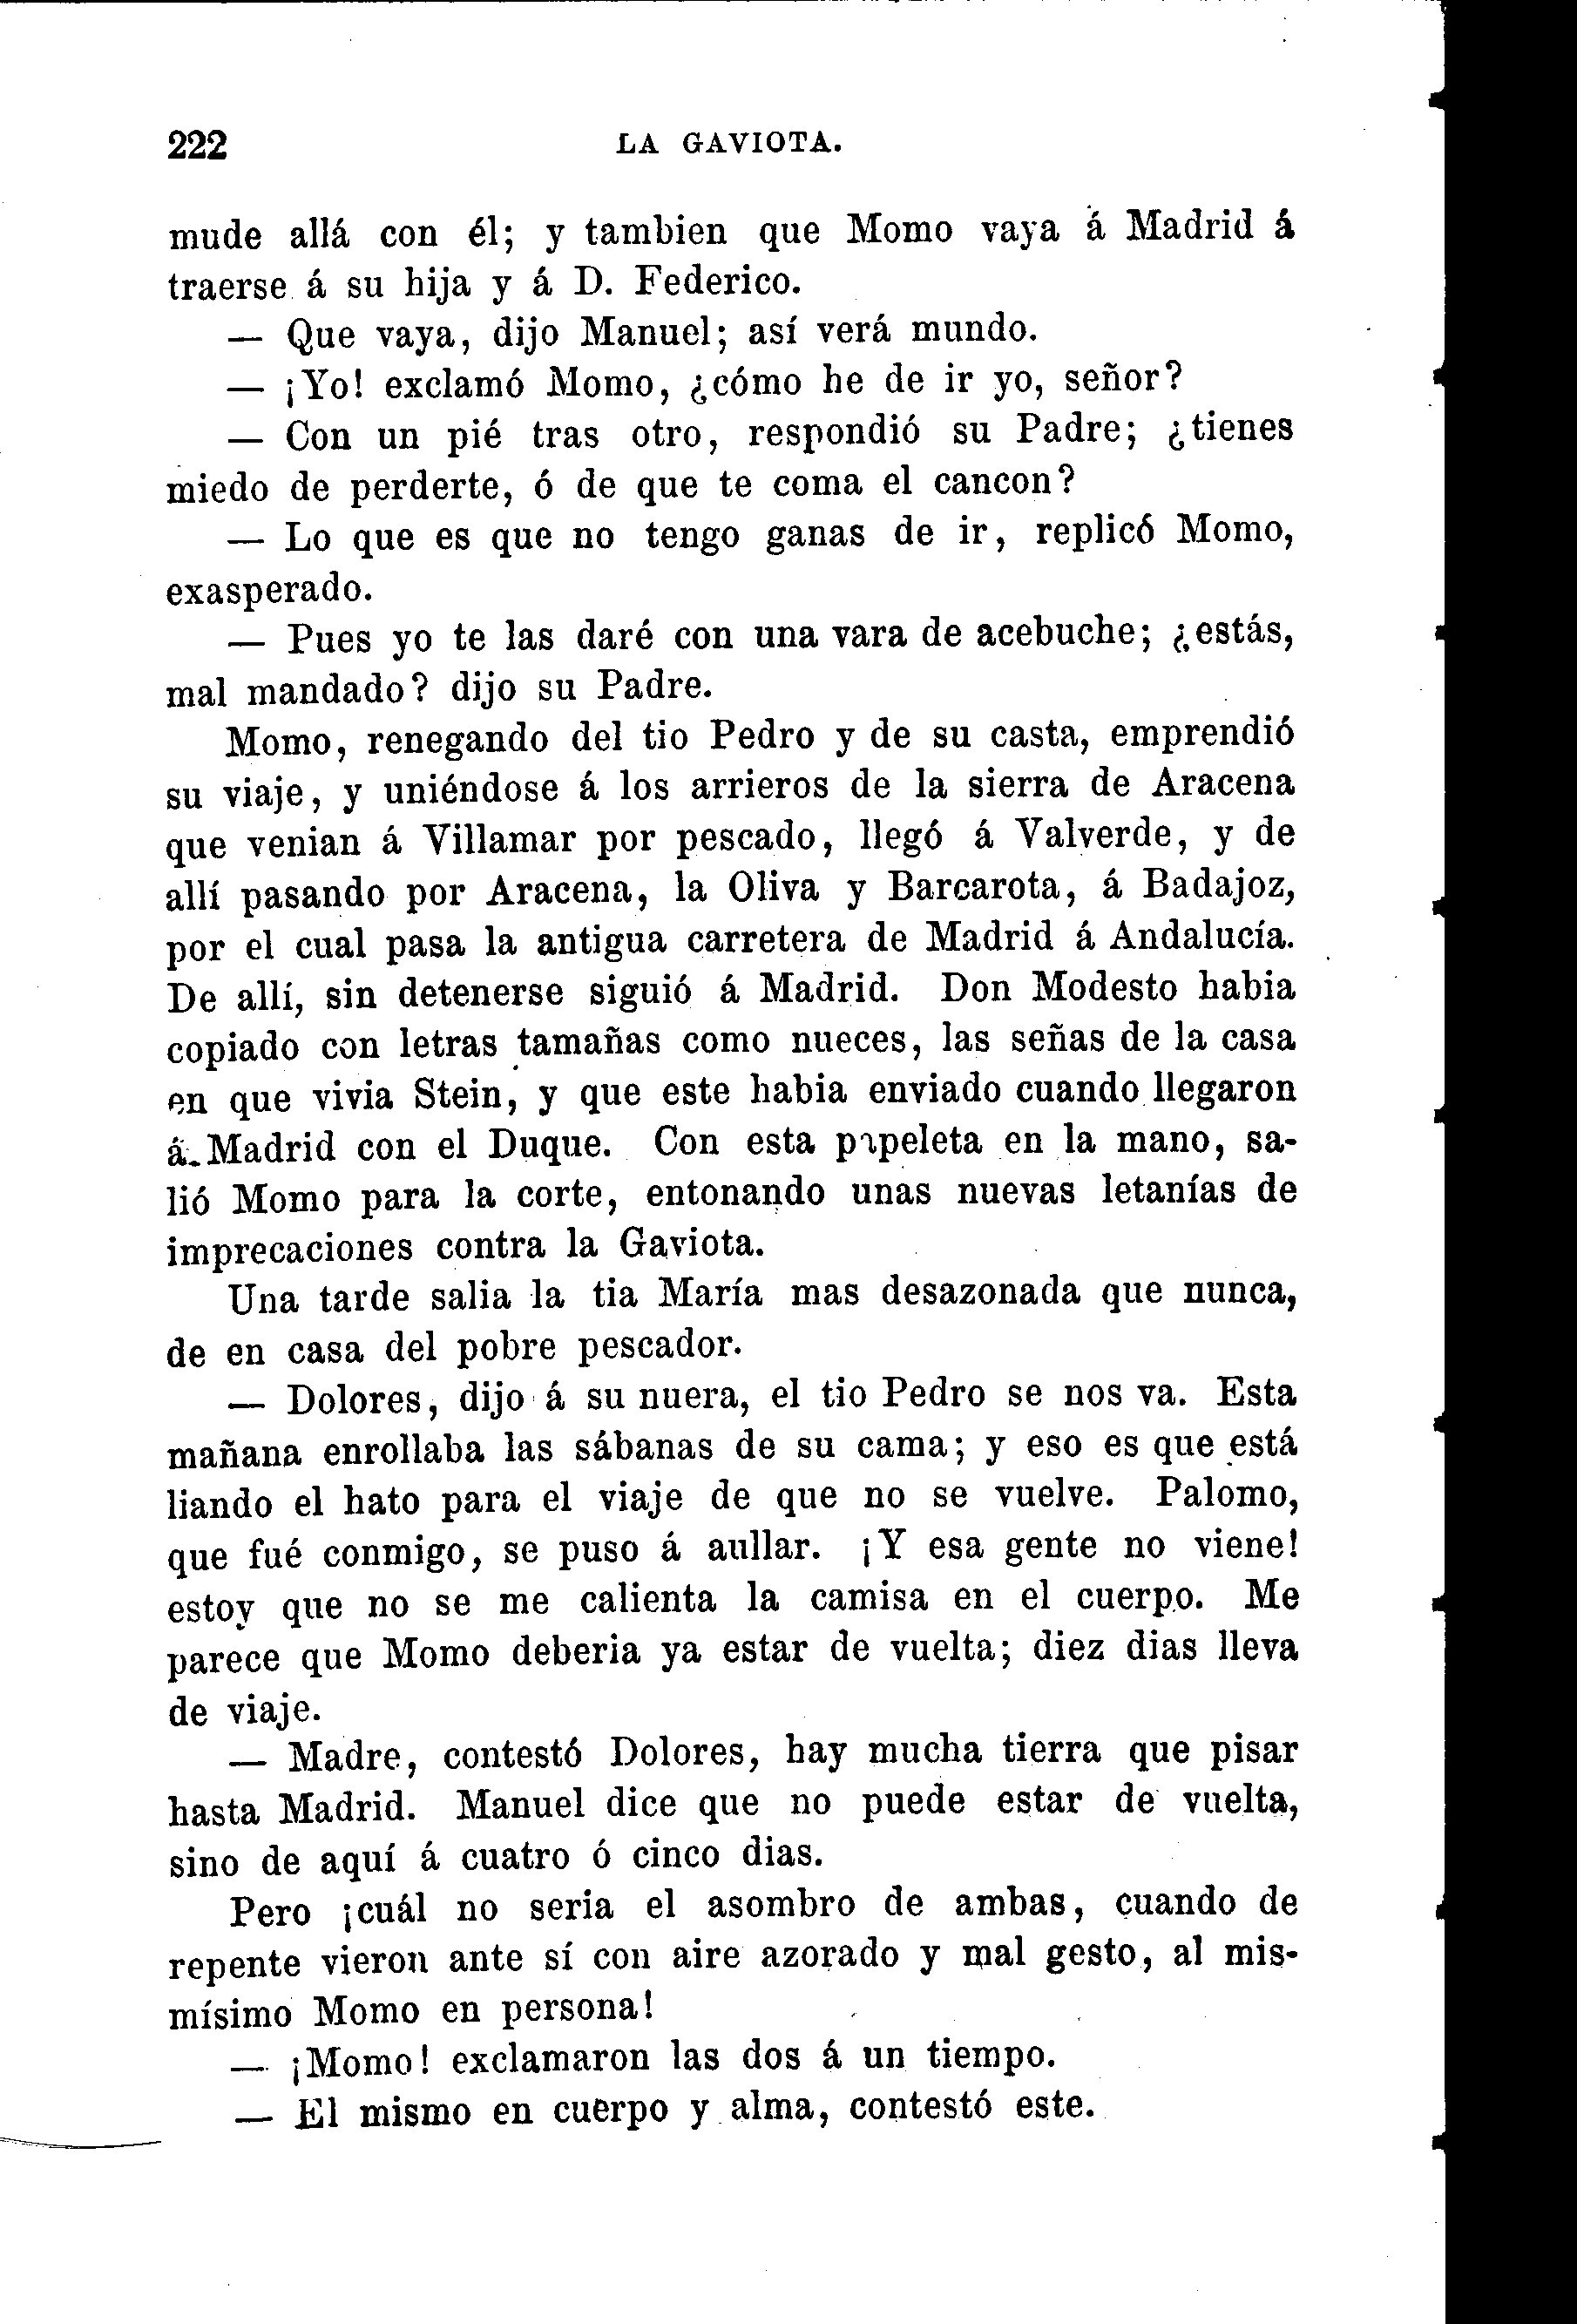 222 LA GAVIOTA.
mude allá con él; y tambien que Momo vaya á Madrid á
traerse á su hija y á D. Federico.
— Que vaya, dijo Manuel; así verá mundo.
— ¡Yo! exclamó Momo, ¿cómo he de ir yo, señor?
— Con un pié tras otro, respondió su Padre; ¿tienes
miedo de perderte, ó de que te coma el cancon?
— Lo que es que no tengo ganas de ir, replicó Momo,
exasperado.
— Pues yo te las daré con una vara de acebuche; ¿estás,
mal mandado? dijo su Padre.
Momo, renegando del tio Pedro y de su casta, emprendió
su viaje, y uniéndose á los arrieros de la sierra de Aracena
que venian á Villamar por pescado, llegó á Valverde, y de
allí pasando por Aracena, la Oliva y Barcarota, á Badajoz,
por el cual pasa la antigua carretera de Madrid á Andalucía.
De allí, sin detenerse siguió á Madrid. Don Modesto habia
copiado con letras tamañas como nueces, las señas de la casa
en que vivia Stein, y que este habia enviado cuando llegaron
á Madrid con el Duque. Con esta papeleta en la mano, sa-
lió Momo para la corte, entonando unas nuevas letanías de
imprecaciones contra la Gaviota.
Una tarde salia la tia María mas desazonada que nunca,
de en casa del pobre pescador.
— Dolores, dijo á su nuera, el tio Pedro se nos va. Esta
mañana enrollaba las sábanas de su cama; y eso es que está
liando el hato para el viaje de que no se vuelve. Palomo,
que fué conmigo, se puso á aullar. ¡Y esa gente no viene!
estoy que no se me calienta la camisa en el cuerpo. Me
parece que Momo deberia ya estar de vuelta; diez dias lleva
de viaje.
— Madre, contestó Dolores, hay mucha tierra que pisar
hasta Madrid. Manuel dice que no puede estar de vuelta,
sino de aquí á cuatro ó cinco dias.
Pero ¡cuál no seria el asombro de ambas, cuando de
repente vieron ante sí con aire azorado y mal gesto, al mis-
mísimo Momo en persona!
— ¡Momo! exclamaron las dos á un tiempo.
— El mismo en cuerpo y alma, contestó este.